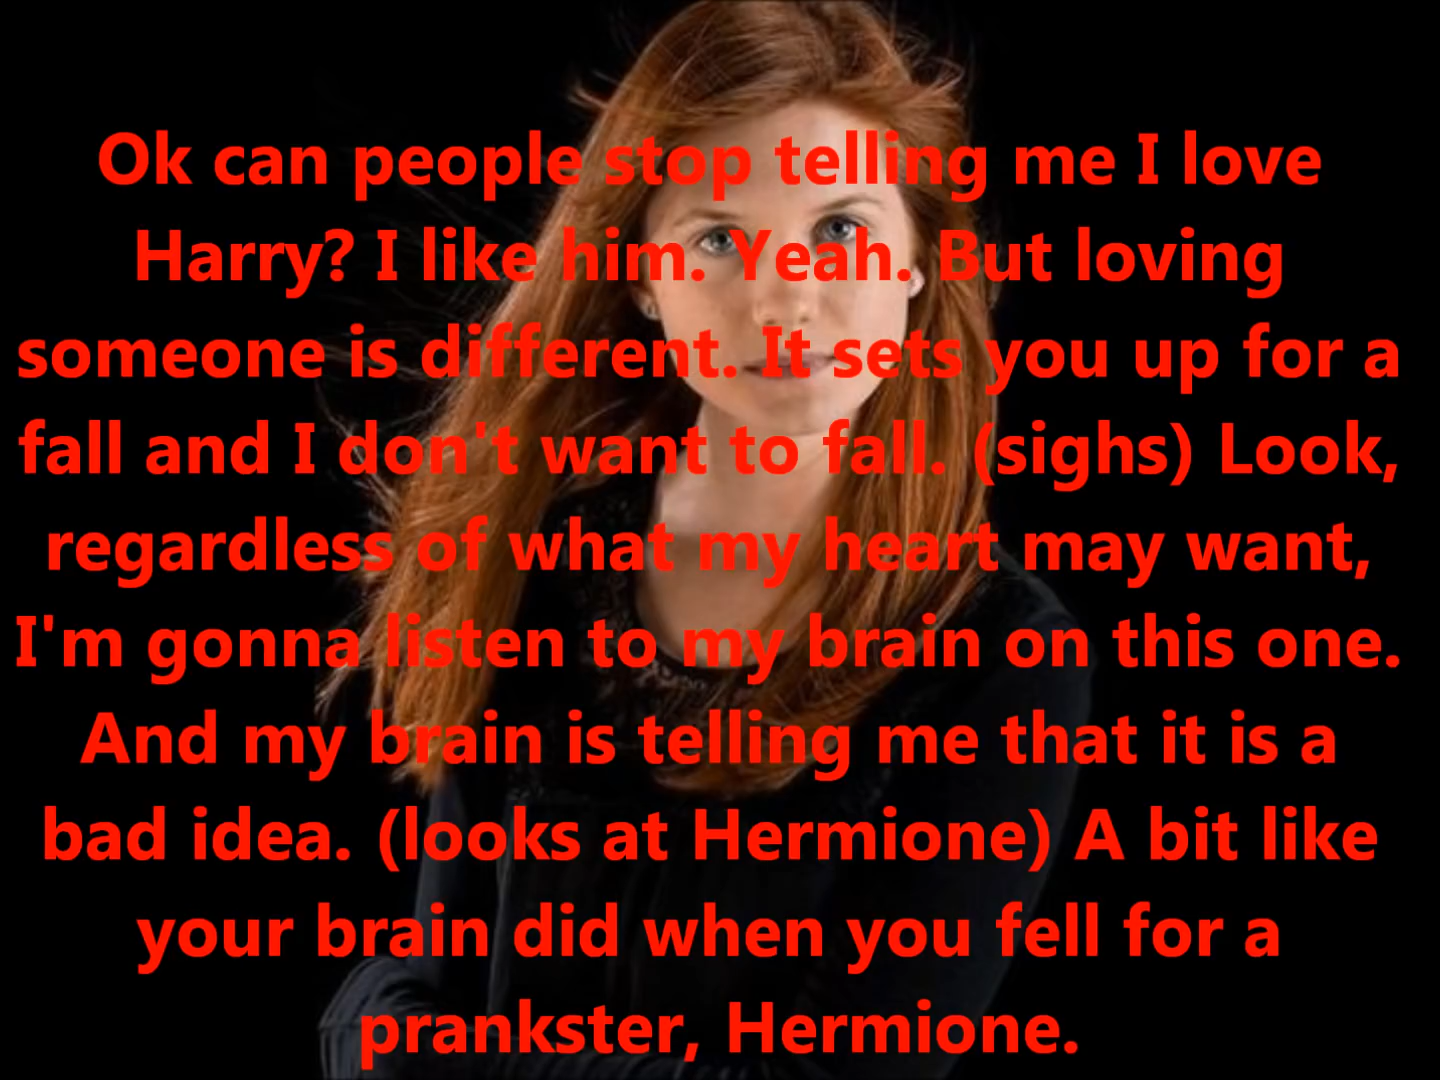 Ok can people stop telling me I love
Harry? I like him. Yeah. But loving
someone is different. It sets you up for a
fall and I don't want to fall. (sighs) Look,
regardless of what my heart may want,
I'm gonna listen to my brain on this one.
And my brain is telling me that it is a
bad idea. (looks at Hermione) A bit like
your brain did when you fell for a
prankster, Hermione.